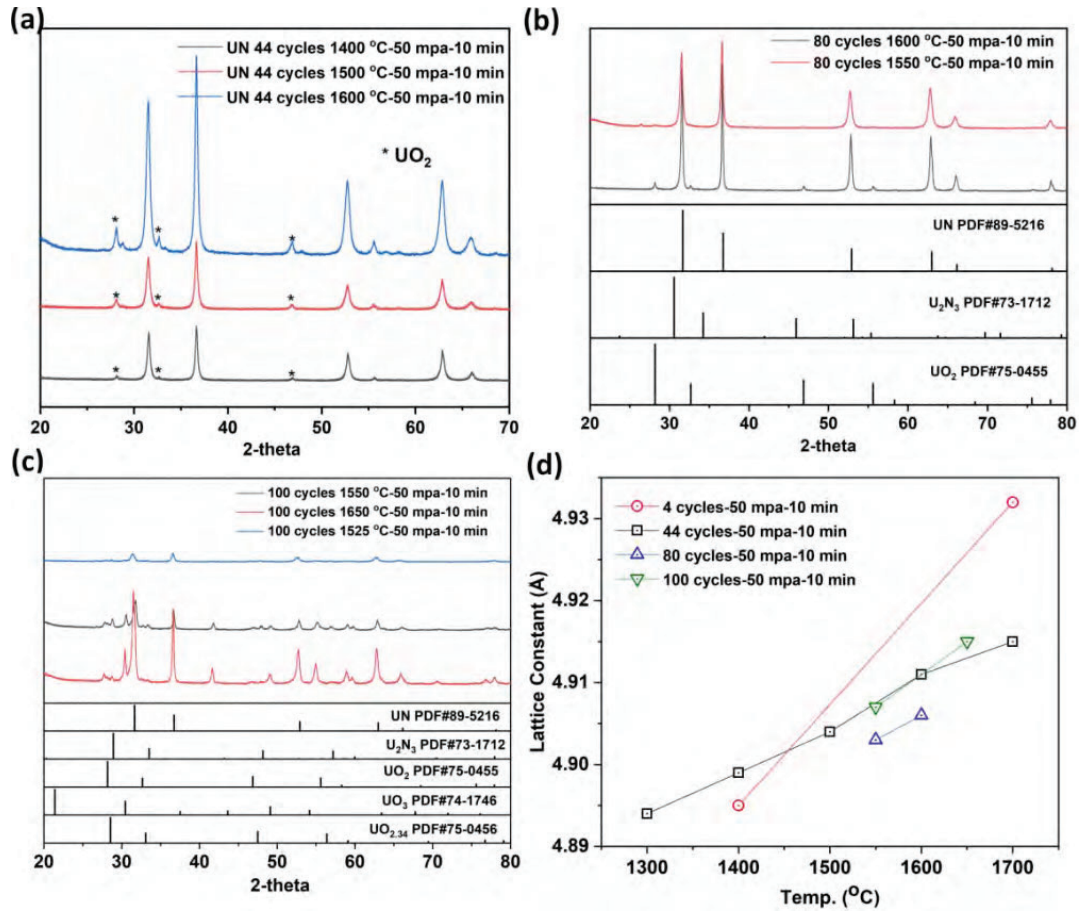 (a)
UN 44 cycles 1400 °C-50 mpa-10 min
UN 44 cycles 1500 °C-50 mpa-10 min
UN 44 cycles 1600 °C-50 mpa-10 min
* UO2
* * *
* * *
* * *
20 30 40 50 60 70
2-theta
(b)
80 cycles 1600 °C-50 mpa-10 min
80 cycles 1550 °C-50 mpa-10 min
UN PDF#89-5216
U2N3 PDF#73-1712
UO2 PDF#75-0455
20 30 40 50 60 70 80
2-theta
(c)
100 cycles 1550 °C-50 mpa-10 min
100 cycles 1650 °C-50 mpa-10 min
100 cycles 1525 °C-50 mpa-10 min
UN PDF#89-5216
U2N3 PDF#73-1712
UO2 PDF#75-0455
UO3 PDF#74-1746
UO2.34 PDF#75-0456
20 30 40 50 60 70 80
2-theta
(d)
4 cycles-50 mpa-10 min
44 cycles-50 mpa-10 min
80 cycles-50 mpa-10 min
100 cycles-50 mpa-10 min
Lattice Constant (A)
4.93
4.92
4.91
4.90
4.89
1300 1400 1500 1600 1700
Temp. (°C)